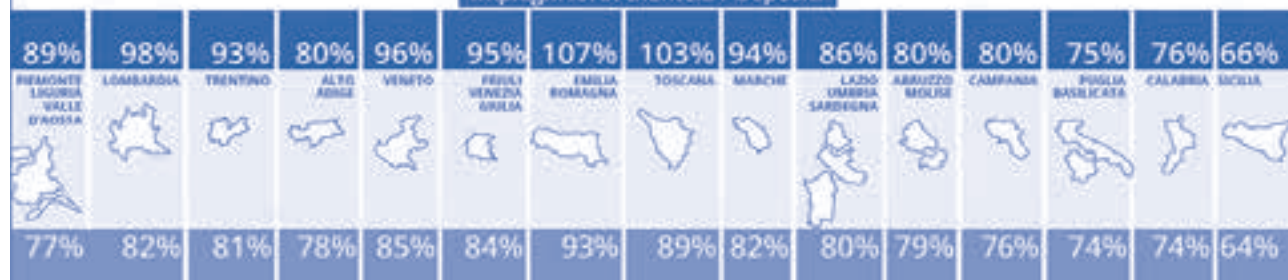 89% 98% 93% 80% 96% 95% 107% 103% 94% 86% 80% 80% 75% 76% 66%
PIEMONTE
LIGURIA
VALLE
D'AOSTA
LOMBARDIA
TRENTINO
ALTO
ADIGE
VENETO
FRIULI
VENEZIA
GIULIA
EMILIA
ROMAGNA
TOSCANA
MARCHE
LAZIO
UMBRIA
SARDEGNA
ABRUZZO
MOLISE
CAMPANIA
PUGLIA
BASILICATA
CALABRIA
SICILIA
77% 82% 81% 78% 85% 84% 93% 89% 82% 80% 79% 76% 74% 74% 64%